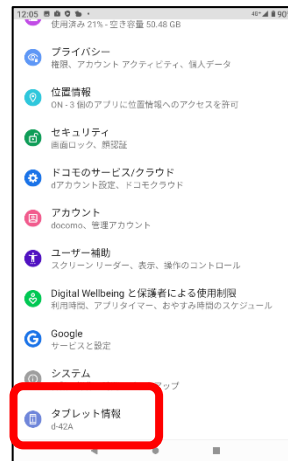 12:05
4G+ 90%
使用済み 21% - 空き容量 50.48 GB
プライバシー
権限、アカウント アクティビティ、個人データ
位置情報
ON - 3 個のアプリに位置情報へのアクセスを許可
セキュリティ
画面ロック、顔認証
ドコモのサービス/クラウド
dアカウント設定、ドコモクラウド
アカウント
docomo、管理アカウント
ユーザー補助
スクリーン リーダー、表示、操作のコントロール
Digital Wellbeing と保護者による使用制限
利用時間、アプリタイマー、おやすみ時間のスケジュール
Google
サービスと設定
システム
アップ
タブレット情報
d-42A